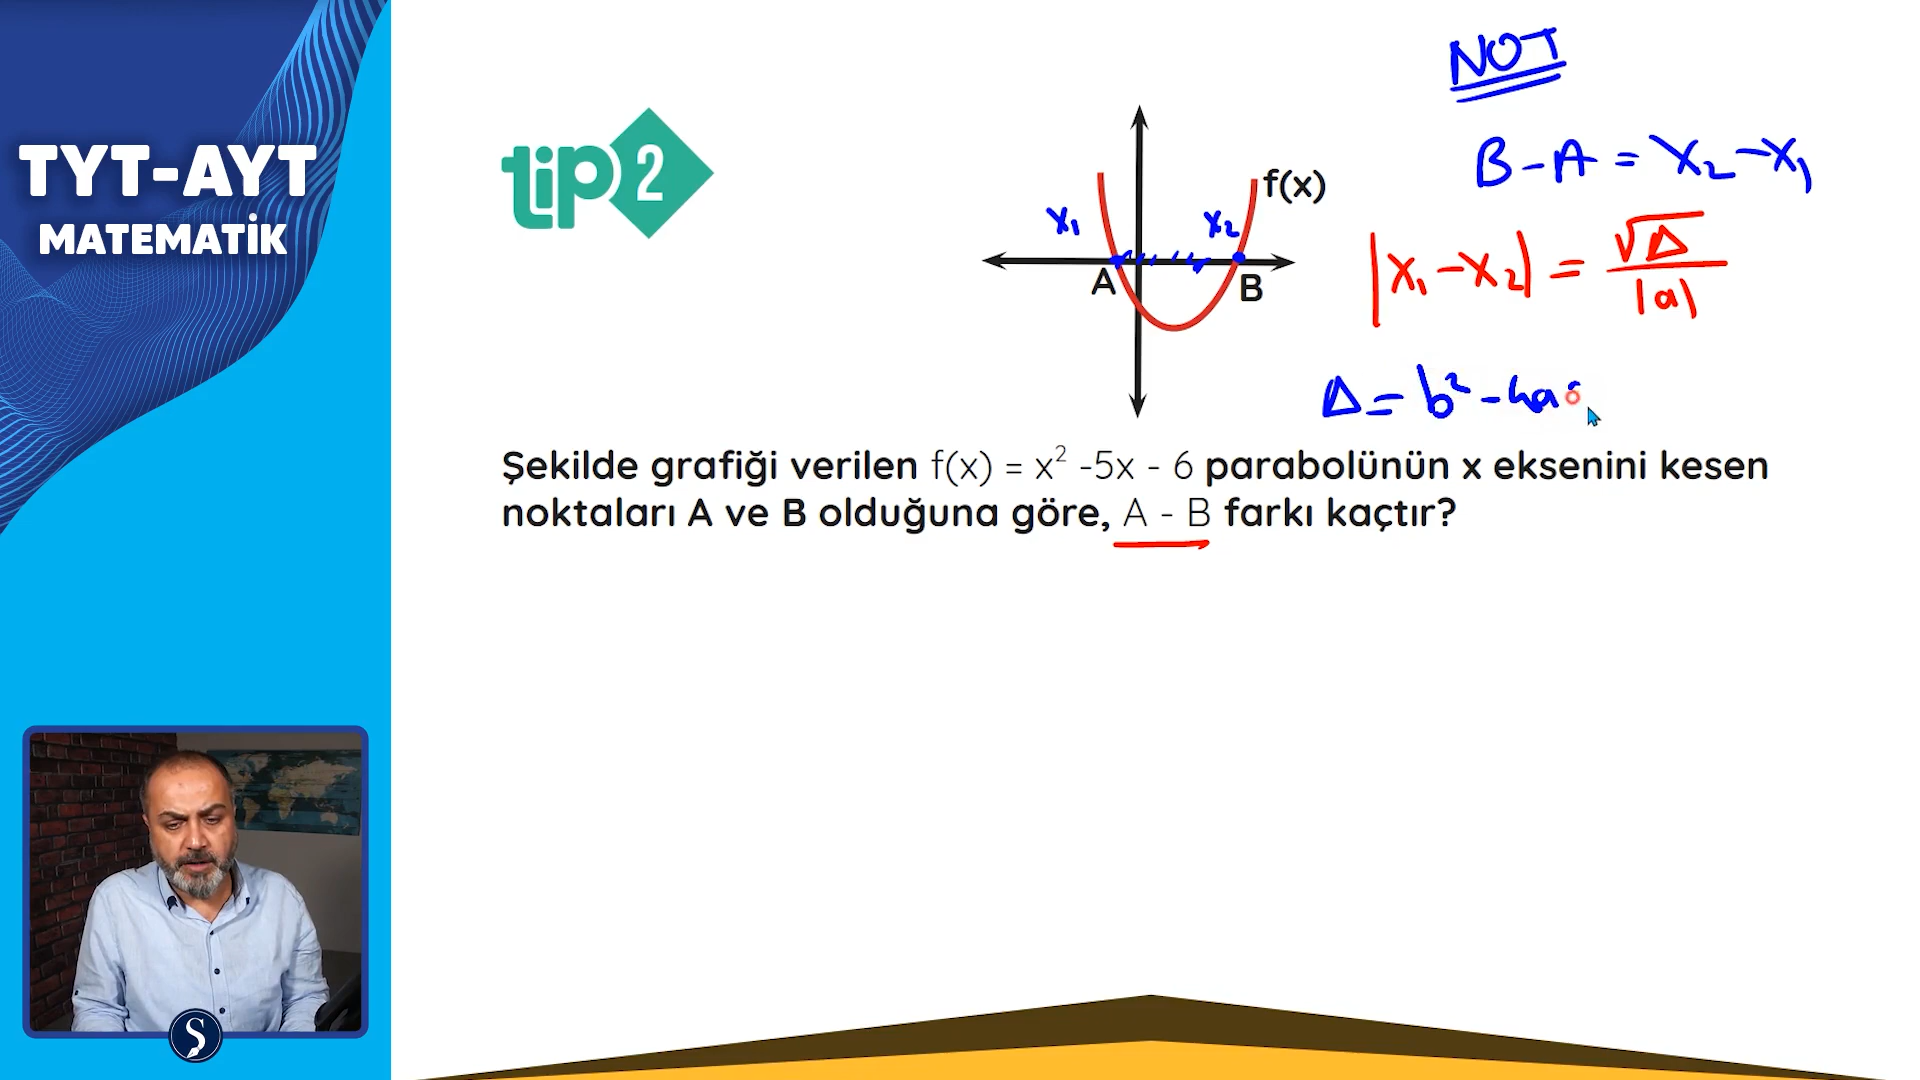 TYT-AYT
MATEMATİK
tip 2
NOT
B - A = x₂ - x₁
f(x)
x₁
x₂
A
B
|x₁ - x₂| = √Δ / |a|
Δ = b² - 4a
Şekilde grafiği verilen f(x) = x² -5x - 6 parabolünün x eksenini kesen
noktaları A ve B olduğuna göre, A - B farkı kaçtır?
Ş